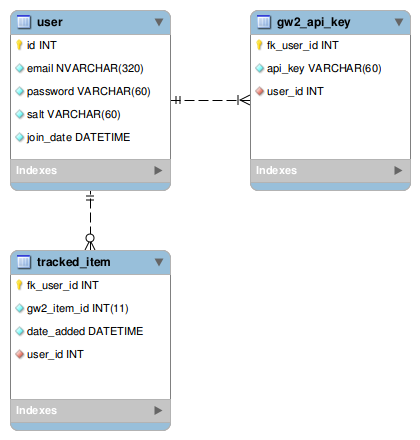 user
id INT
email NVARCHAR(320)
password VARCHAR(60)
salt VARCHAR(60)
join_date DATETIME
Indexes
gw2_api_key
fk_user_id INT
api_key VARCHAR(60)
user_id INT
Indexes
tracked_item
fk_user_id INT
gw2_item_id INT(11)
date_added DATETIME
user_id INT
Indexes